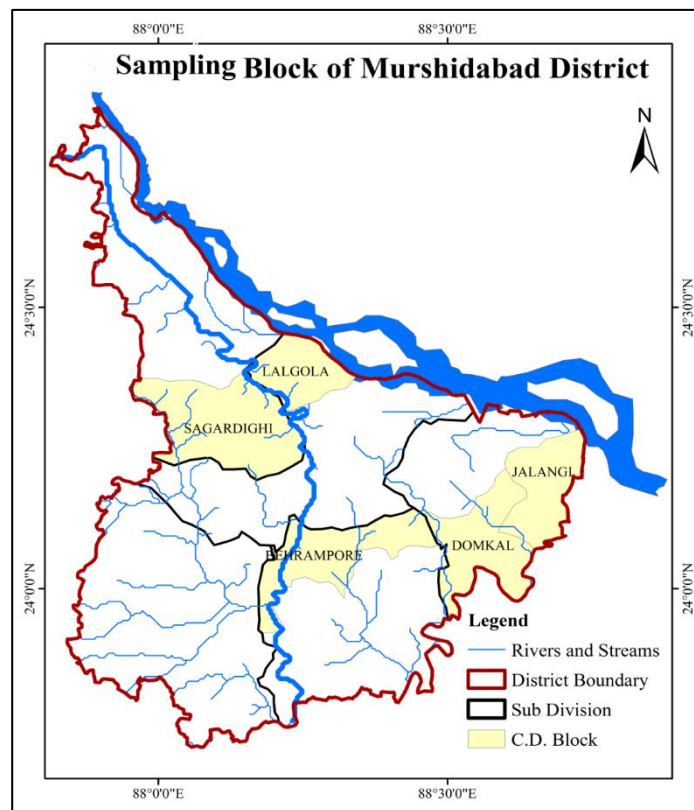 88°0'0"E 88°30'0"E
Sampling Block of Murshidabad District
N
24°30'0"N 24°30'0"N
LALGOLA
SAGARDIGHI
JALANGI
BEHRAMPORE
DOMKAL
24°0'0"N 24°0'0"N
Legend
Rivers and Streams
District Boundary
Sub Division
C.D. Block
88°0'0"E 88°30'0"E